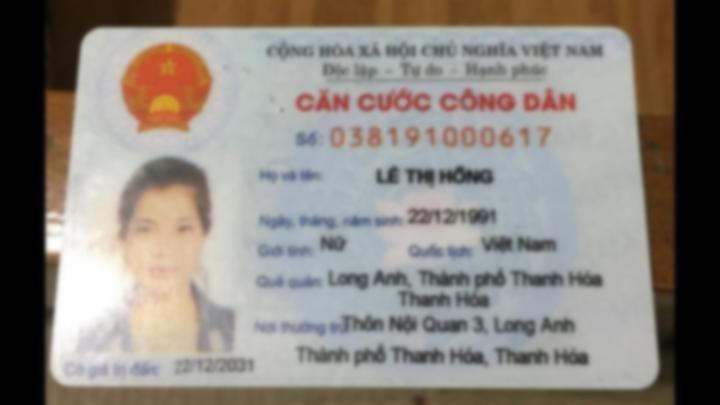 CỘNG HÒA XÃ HỘI CHỦ NGHĨA VIỆT NAM
Độc lập - Tự do - Hạnh phúc
CĂN CƯỚC CÔNG DÂN
Số: 038191000617
Họ và tên: LÊ THỊ HỒNG
Ngày, tháng, năm sinh: 22/12/1991
Giới tính: Nữ Quốc tịch: Việt Nam
Quê quán: Long Anh, Thành phố Thanh Hóa
Thanh Hóa
Nơi thường trú: Thôn Nội Quan 3, Long Anh
Thành phố Thanh Hóa, Thanh Hóa
Có giá trị đến: 22/12/2031